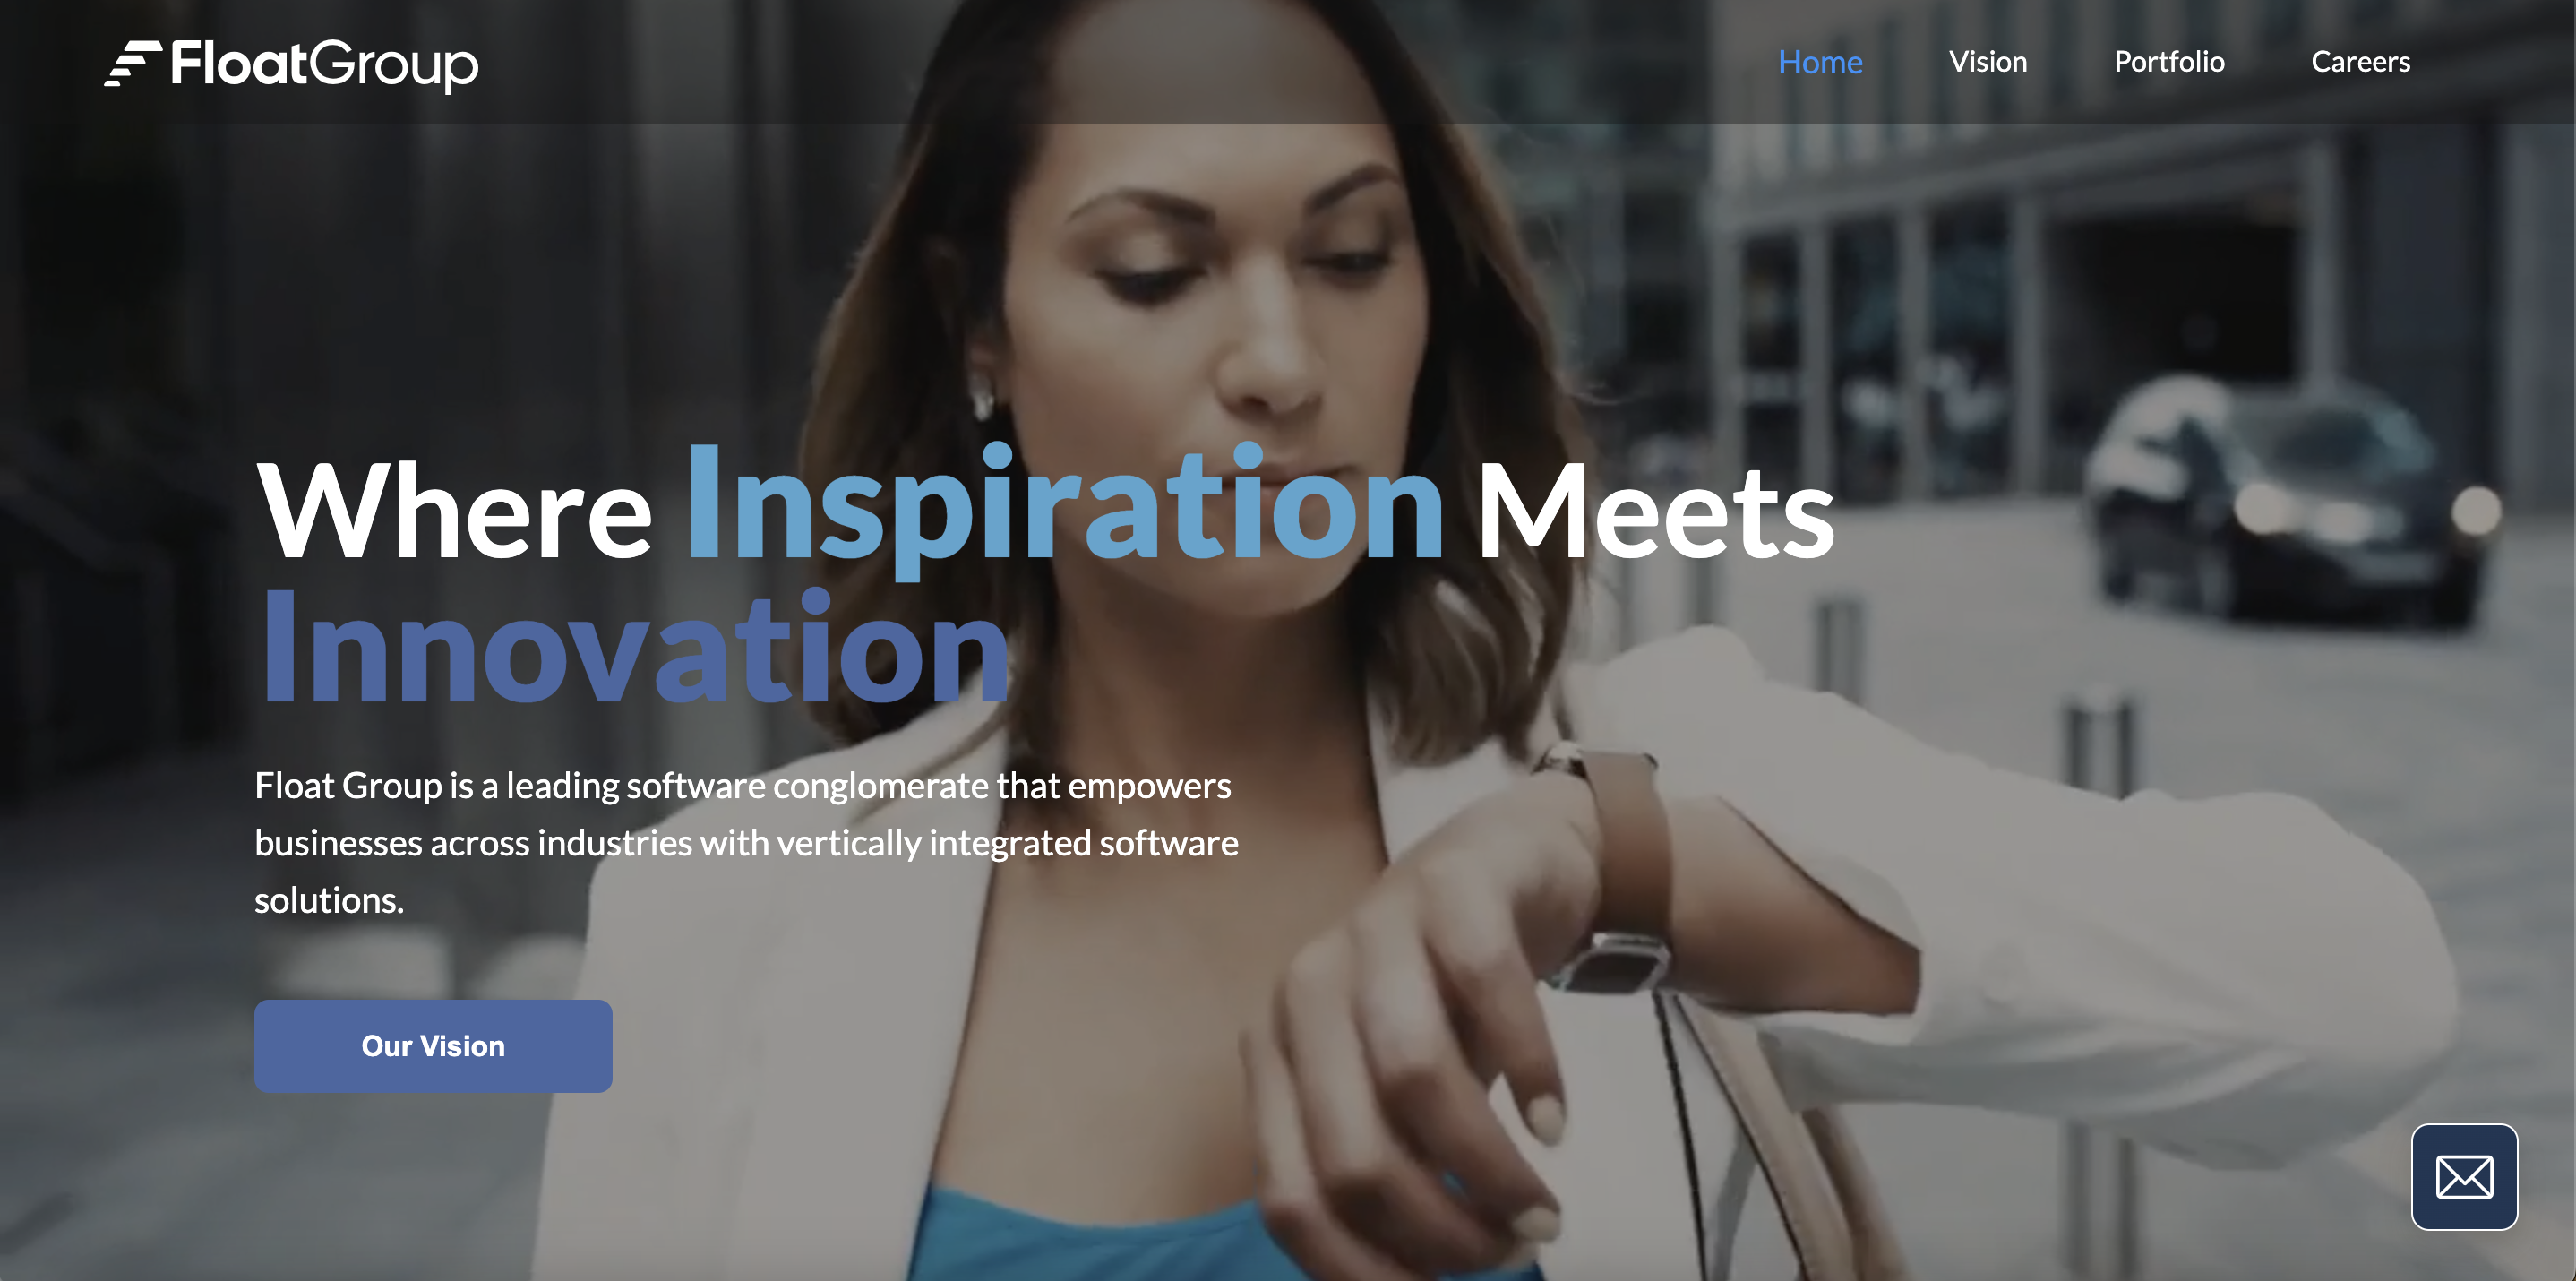 FloatGroup
Home Vision Portfolio Careers
Where Inspiration Meets
Innovation
Float Group is a leading software conglomerate that empowers
businesses across industries with vertically integrated software
solutions.
Our Vision